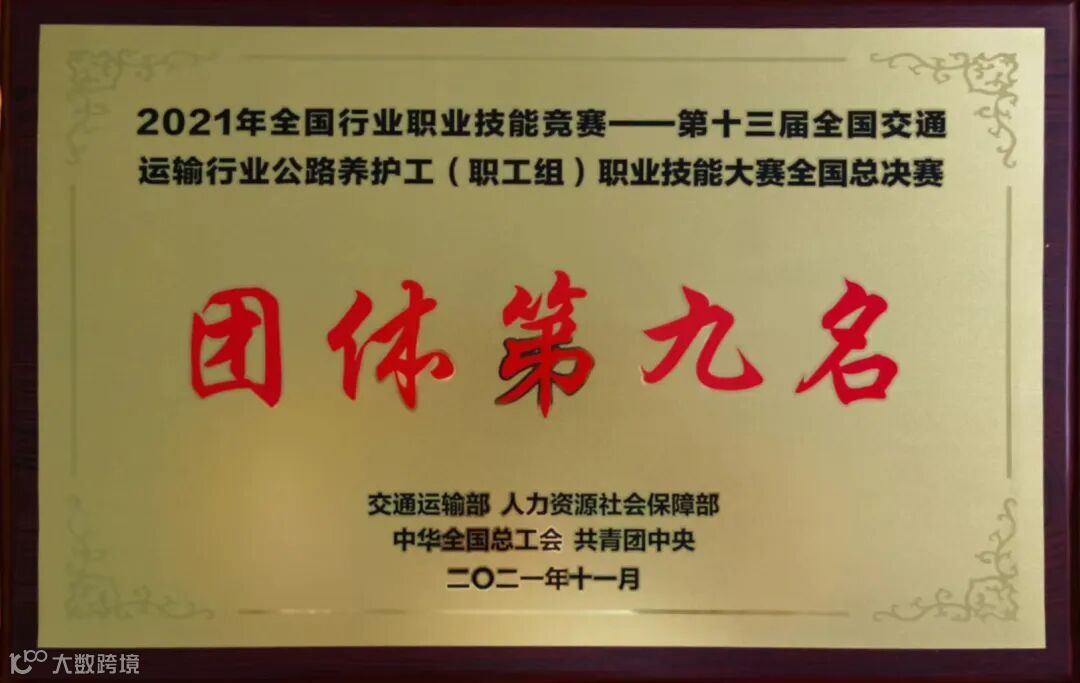 2021年全国行业职业技能竞赛——第十三届全国交通
运输行业公路养护工（职工组）职业技能大赛全国总决赛
团体第九名
交通运输部 人力资源社会保障部
中华全国总工会 共青团中央
二〇二一年十一月
大数跨境